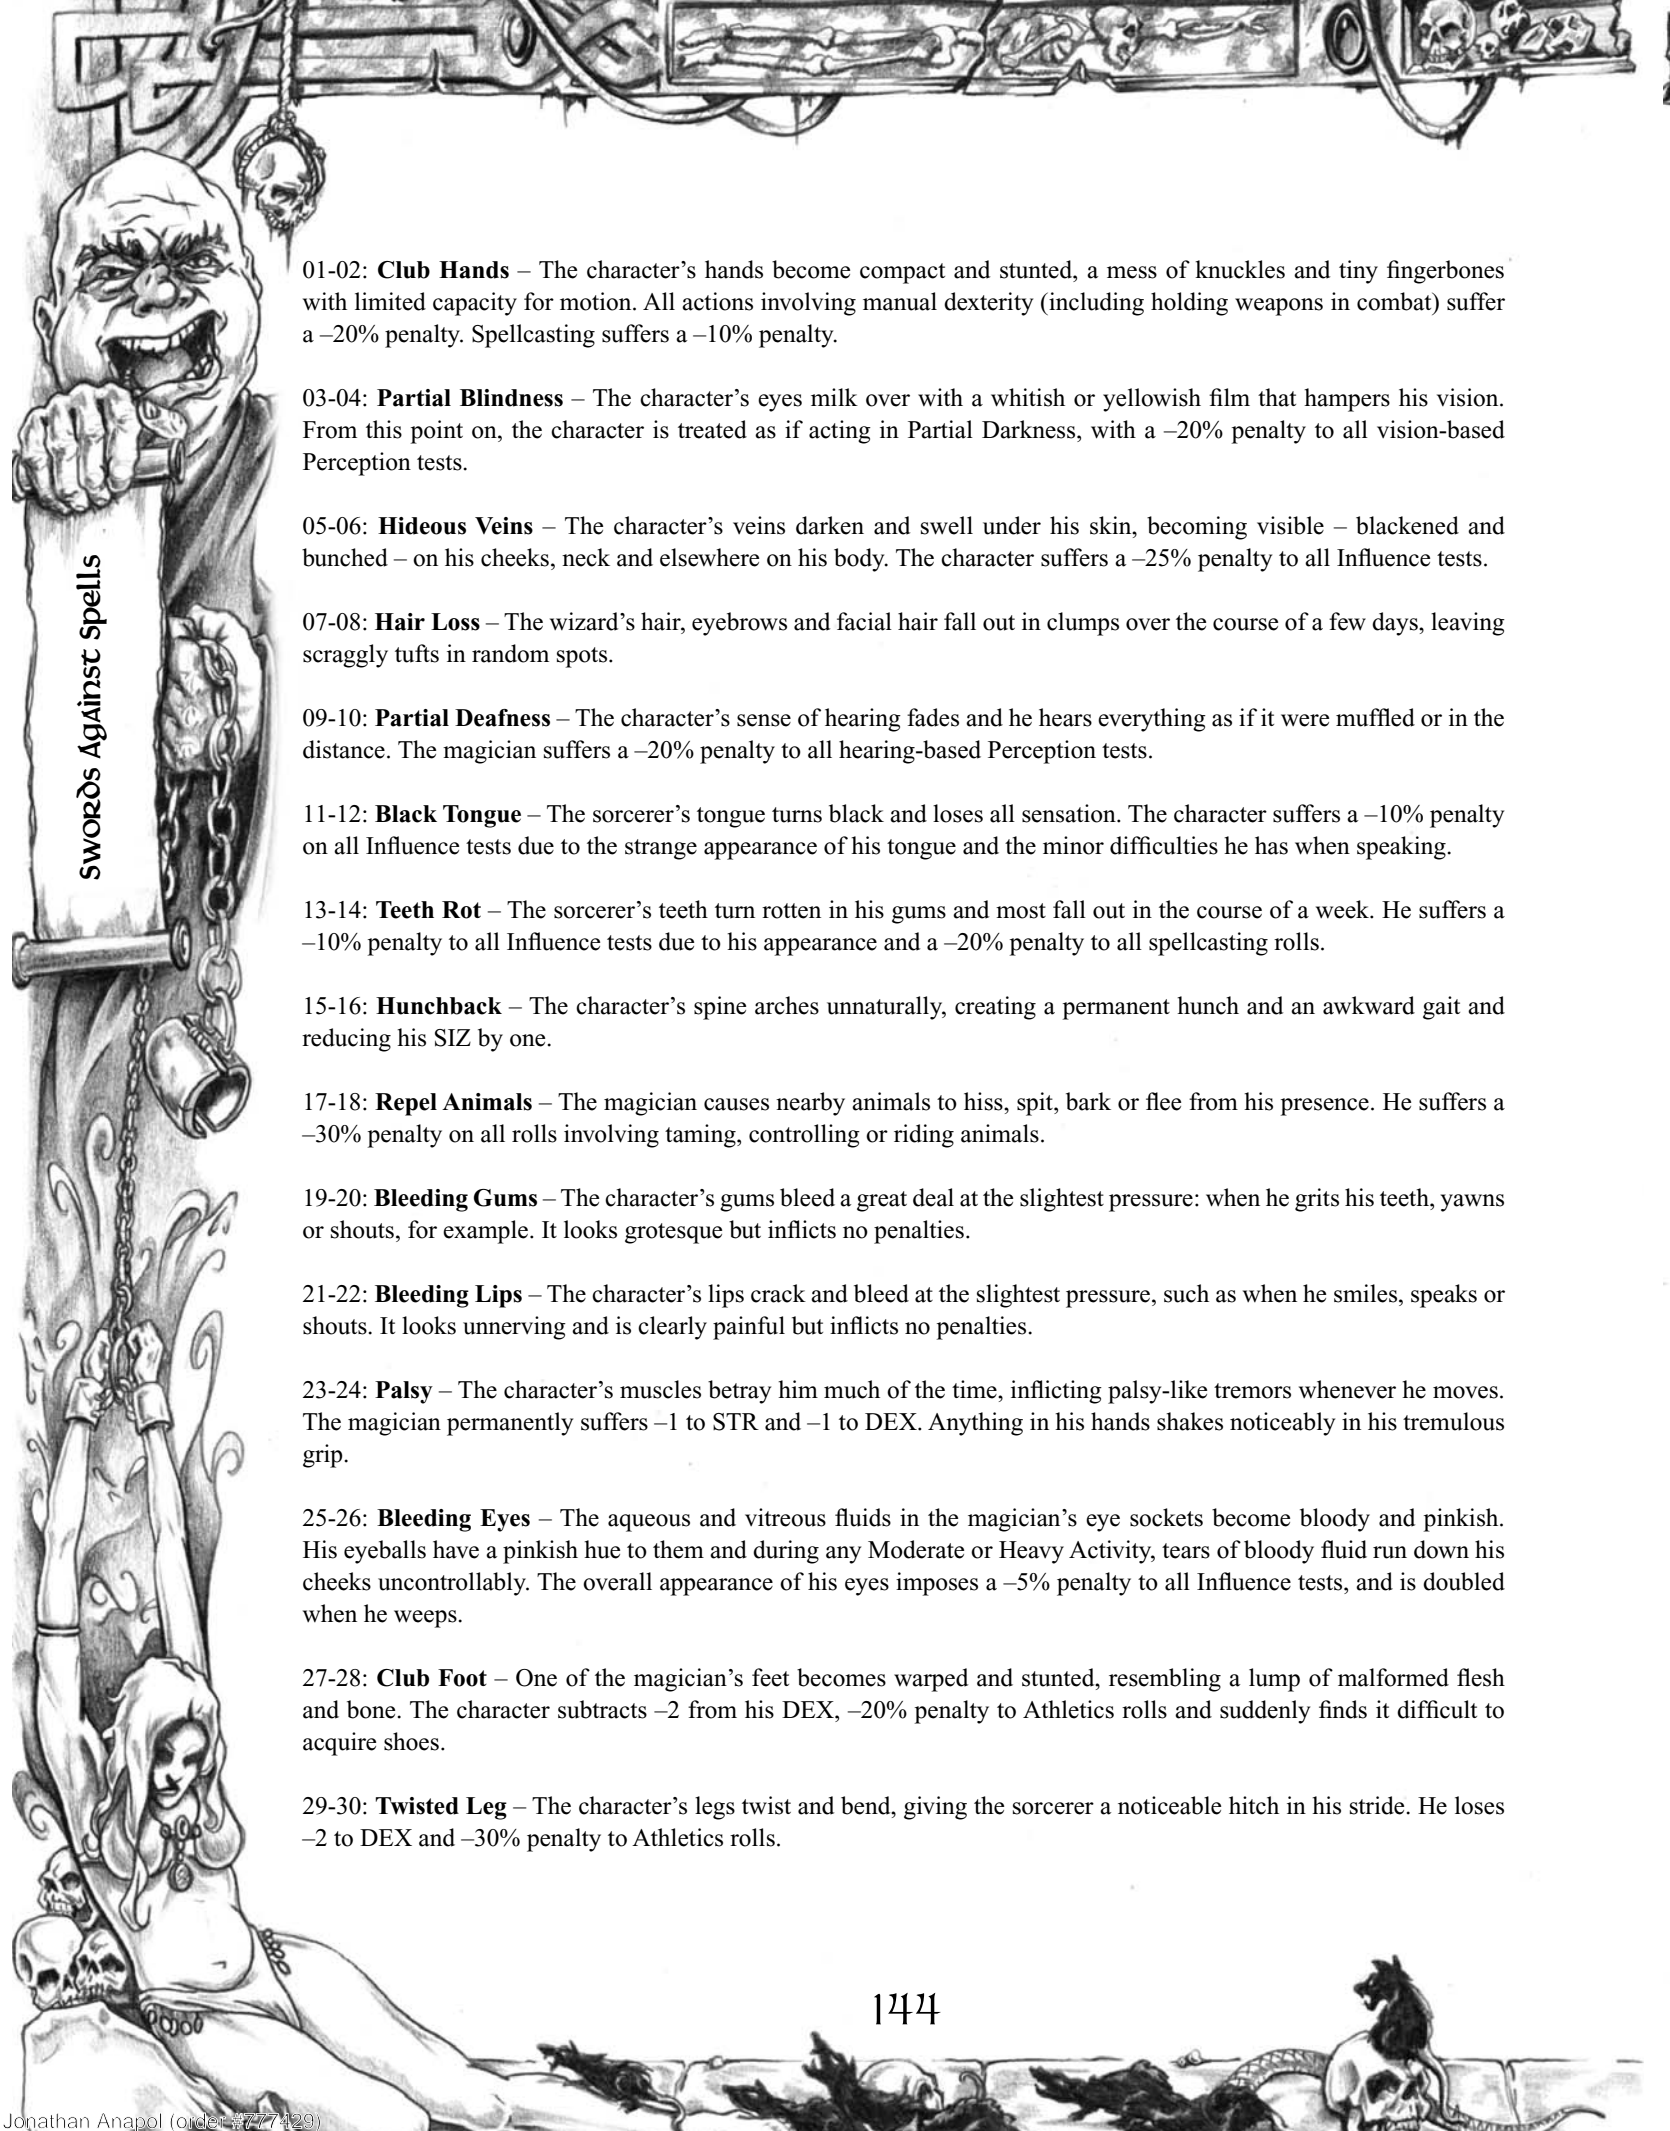 01-02: Club Hands – The character’s hands become compact and stunted, a mess of knuckles and tiny fingerbones
with limited capacity for motion. All actions involving manual dexterity (including holding weapons in combat) suffer
a –20% penalty. Spellcasting suffers a –10% penalty.
03-04: Partial Blindness – The character’s eyes milk over with a whitish or yellowish film that hampers his vision.
From this point on, the character is treated as if acting in Partial Darkness, with a –20% penalty to all vision-based
Perception tests.
05-06: Hideous Veins – The character’s veins darken and swell under his skin, becoming visible – blackened and
bunched – on his cheeks, neck and elsewhere on his body. The character suffers a –25% penalty to all Influence tests.
07-08: Hair Loss – The wizard’s hair, eyebrows and facial hair fall out in clumps over the course of a few days, leaving
scraggly tufts in random spots.
09-10: Partial Deafness – The character’s sense of hearing fades and he hears everything as if it were muffled or in the
distance. The magician suffers a –20% penalty to all hearing-based Perception tests.
11-12: Black Tongue – The sorcerer’s tongue turns black and loses all sensation. The character suffers a –10% penalty
on all Influence tests due to the strange appearance of his tongue and the minor difficulties he has when speaking.
13-14: Teeth Rot – The sorcerer’s teeth turn rotten in his gums and most fall out in the course of a week. He suffers a
–10% penalty to all Influence tests due to his appearance and a –20% penalty to all spellcasting rolls.
15-16: Hunchback – The character’s spine arches unnaturally, creating a permanent hunch and an awkward gait and
reducing his SIZ by one.
17-18: Repel Animals – The magician causes nearby animals to hiss, spit, bark or flee from his presence. He suffers a
–30% penalty on all rolls involving taming, controlling or riding animals.
19-20: Bleeding Gums – The character’s gums bleed a great deal at the slightest pressure: when he grits his teeth, yawns
or shouts, for example. It looks grotesque but inflicts no penalties.
21-22: Bleeding Lips – The character’s lips crack and bleed at the slightest pressure, such as when he smiles, speaks or
shouts. It looks unnerving and is clearly painful but inflicts no penalties.
23-24: Palsy – The character’s muscles betray him much of the time, inflicting palsy-like tremors whenever he moves.
The magician permanently suffers –1 to STR and –1 to DEX. Anything in his hands shakes noticeably in his tremulous
grip.
25-26: Bleeding Eyes – The aqueous and vitreous fluids in the magician’s eye sockets become bloody and pinkish.
His eyeballs have a pinkish hue to them and during any Moderate or Heavy Activity, tears of bloody fluid run down his
cheeks uncontrollably. The overall appearance of his eyes imposes a –5% penalty to all Influence tests, and is doubled
when he weeps.
27-28: Club Foot – One of the magician’s feet becomes warped and stunted, resembling a lump of malformed flesh
and bone. The character subtracts –2 from his DEX, –20% penalty to Athletics rolls and suddenly finds it difficult to
acquire shoes.
29-30: Twisted Leg – The character’s legs twist and bend, giving the sorcerer a noticeable hitch in his stride. He loses
–2 to DEX and –30% penalty to Athletics rolls.
Swords Against Spells
144
Jonathan Anapol (order #777429)